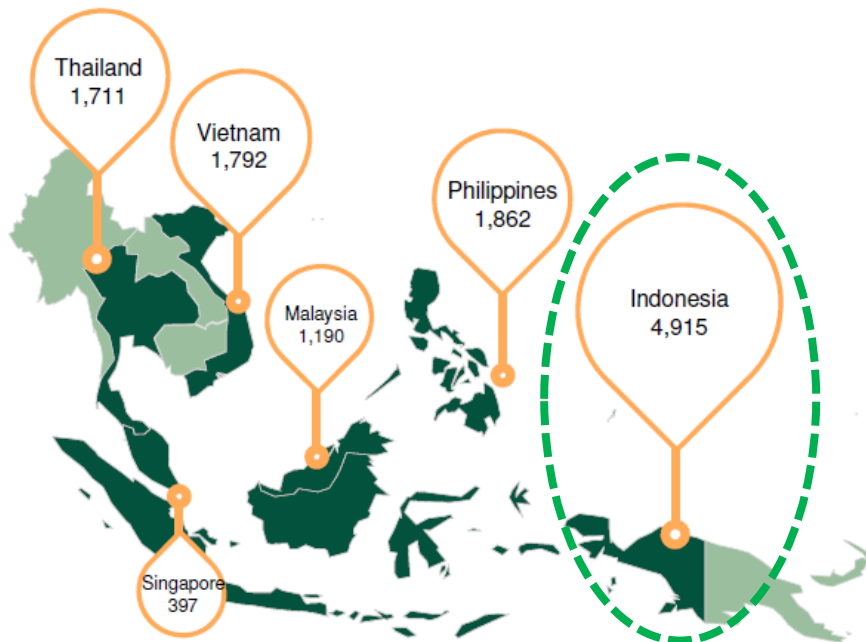 Thailand
1,711
Vietnam
1,792
Philippines
1,862
Malaysia
1,190
Indonesia
4,915
Singapore
397